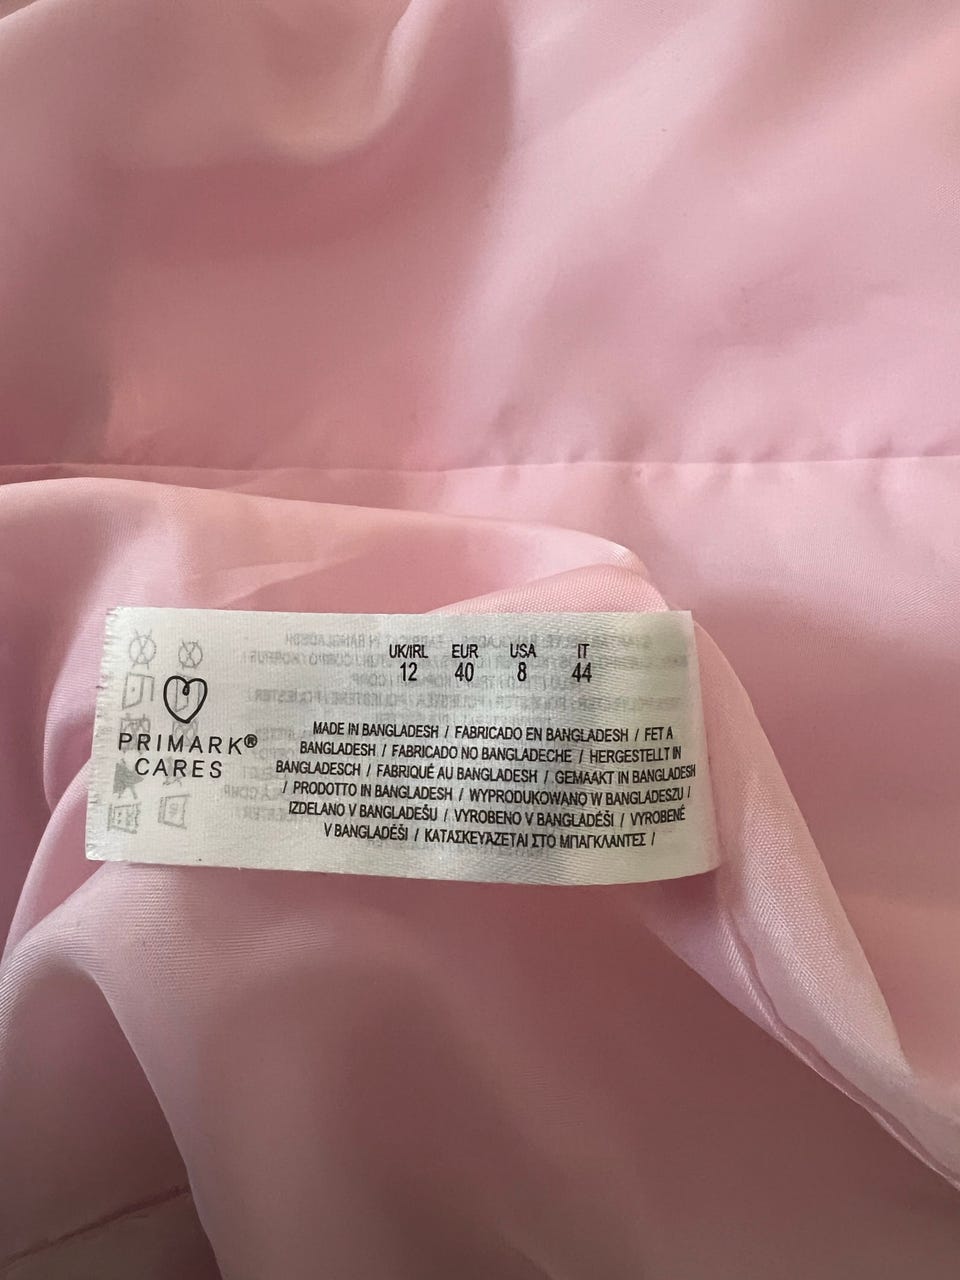 UK/IRL EUR USA IT
12 40 8 44
PRIMARK®
CARES
MADE IN BANGLADESH / FABRICADO EN BANGLADESH / FET A
BANGLADESH / FABRICADO NO BANGLADECHE / HERGESTELLT IN
BANGLADESCH / FABRIQUÉ AU BANGLADESH / GEMAAKT IN BANGLADESH
/ PRODOTTO IN BANGLADESH / WYPRODUKOWANO W BANGLADESZU /
IZDELANO V BANGLADEŠU / VYROBENO V BANGLADÉŠI / VYROBENÉ
V BANGLADÉŠI / ΚΑΤΑΣΚΕΥΆΖΕΤΑΙ ΣΤΟ ΜΠΑΓΚΛΑΝΤΕΣ /